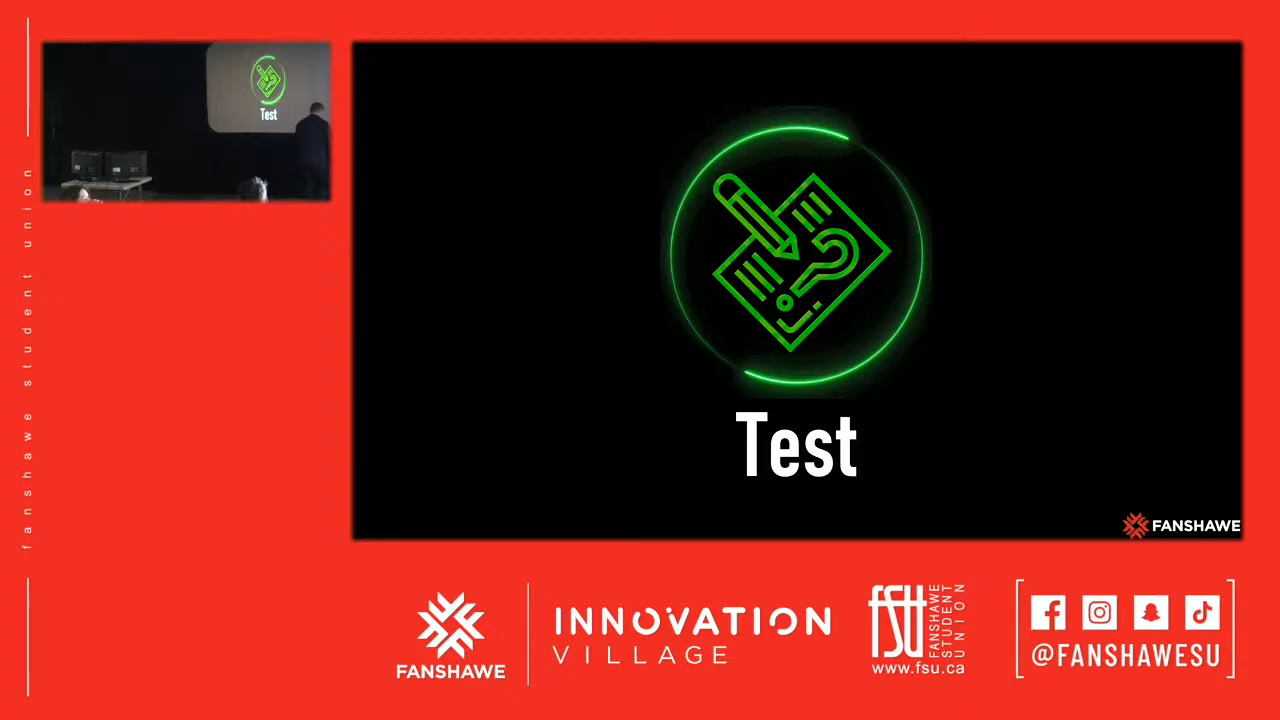 fanshawe student union
Test
Test
FANSHAWE
FANSHAWE
INNOVATION
VILLAGE
fsu
FANSHAWE
STUDENT
UNION
www.fsu.ca
@FANSHAWESU